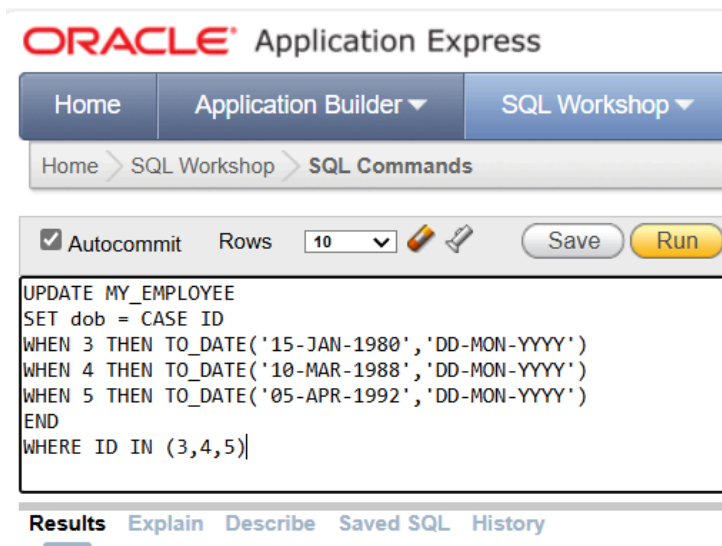 ORACLE Application Express
Home Application Builder SQL Workshop
Home SQL Workshop SQL Commands
Autocommit Rows 10 Save Run
UPDATE MY_EMPLOYEE
SET dob = CASE ID
WHEN 3 THEN TO_DATE('15-JAN-1980','DD-MON-YYYY')
WHEN 4 THEN TO_DATE('10-MAR-1988','DD-MON-YYYY')
WHEN 5 THEN TO_DATE('05-APR-1992','DD-MON-YYYY')
END
WHERE ID IN (3,4,5)
Results Explain Describe Saved SQL History